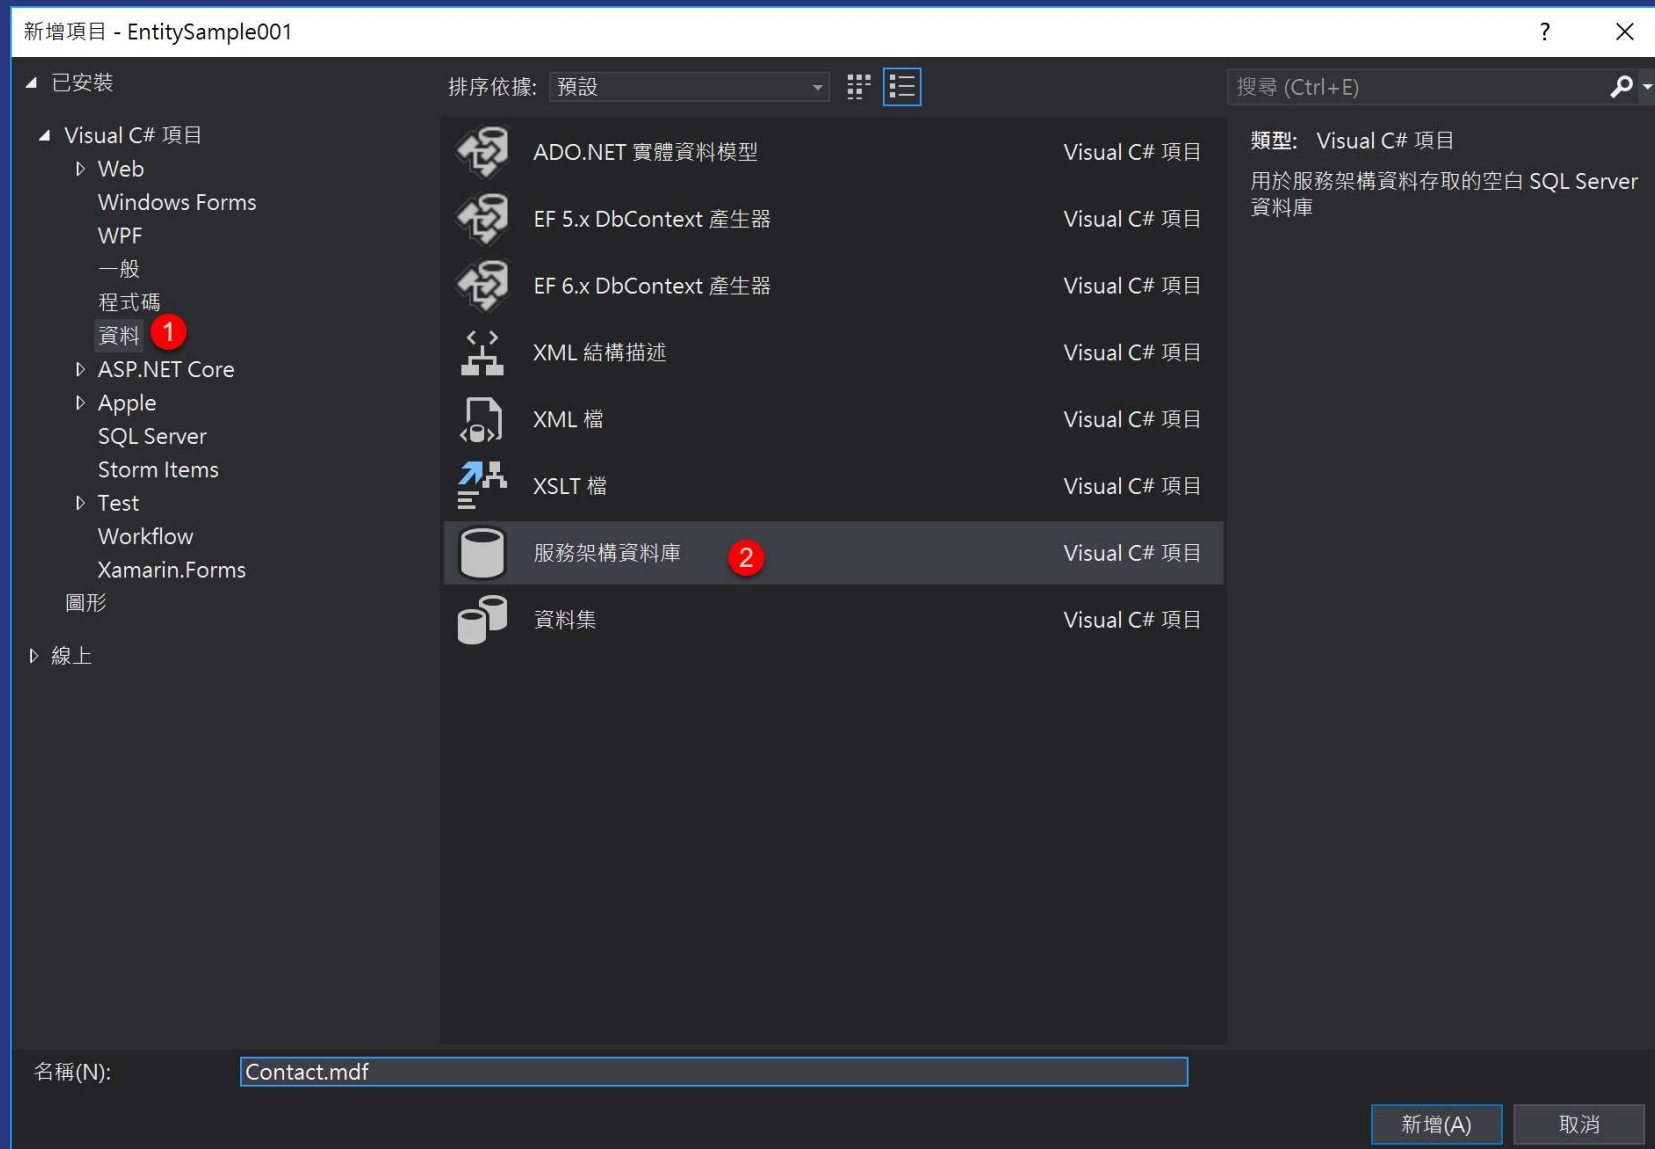 新增項目 - EntitySample001
?
已安裝
排序依據: 預設
搜尋 (Ctrl+E)
Visual C# 項目
Web
Windows Forms
WPF
一般
程式碼
資料 1
ASP.NET Core
Apple
SQL Server
Storm Items
Test
Workflow
Xamarin.Forms
圖形
線上
ADO.NET 實體資料模型 Visual C# 項目
EF 5.x DbContext 產生器 Visual C# 項目
EF 6.x DbContext 產生器 Visual C# 項目
XML 結構描述 Visual C# 項目
XML 檔 Visual C# 項目
XSLT 檔 Visual C# 項目
服務架構資料庫 2 Visual C# 項目
資料集 Visual C# 項目
類型: Visual C# 項目
用於服務架構資料存取的空白 SQL Server
資料庫
名稱(N): Contact.mdf
新增(A) 取消